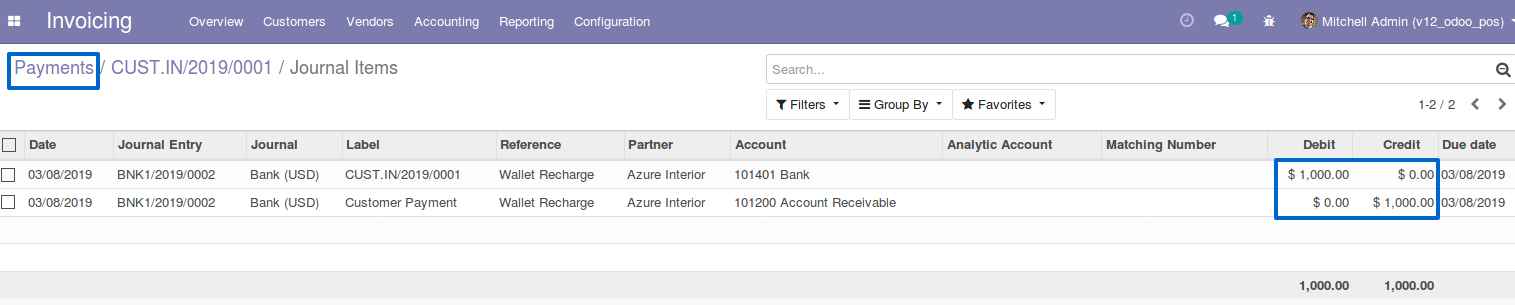 Invoicing Overview Customers Vendors Accounting Reporting Configuration 1 Mitchell Admin (v12_odoo_pos)
Payments / CUST.IN/2019/0001 / Journal Items Search...
Filters Group By Favorites 1-2 / 2
Date Journal Entry Journal Label Reference Partner Account Analytic Account Matching Number Debit Credit Due date
03/08/2019 BNK1/2019/0002 Bank (USD) CUST.IN/2019/0001 Wallet Recharge Azure Interior 101401 Bank $ 1,000.00 $ 0.00 03/08/2019
03/08/2019 BNK1/2019/0002 Bank (USD) Customer Payment Wallet Recharge Azure Interior 101200 Account Receivable $ 0.00 $ 1,000.00 03/08/2019
1,000.00 1,000.00